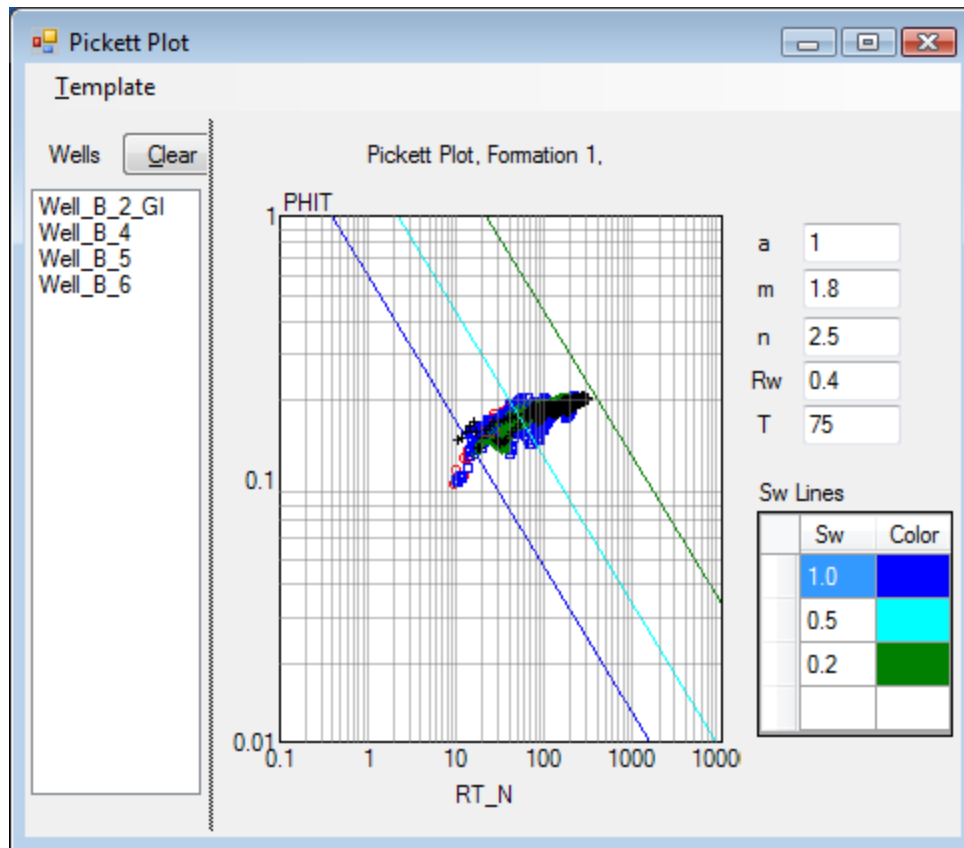 Pickett Plot
Template
Wells
Clear
Well_B_2_GI
Well_B_4
Well_B_5
Well_B_6
Pickett Plot, Formation 1,
PHIT
1
0.1
0.01
0.1 1 10 100 1000 1000
RT_N
a 1
m 1.8
n 2.5
Rw 0.4
T 75
Sw Lines
Sw Color
1.0
0.5
0.2